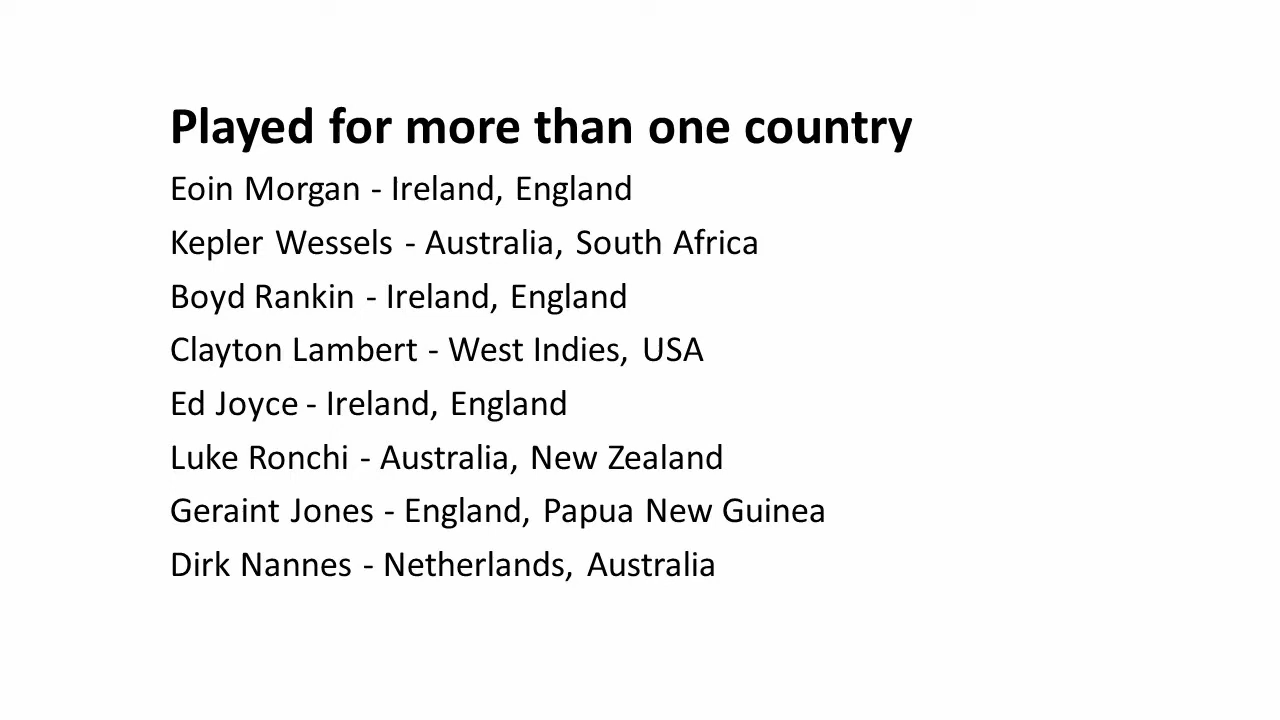 Played for more than one country
Eoin Morgan - Ireland, England
Kepler Wessels - Australia, South Africa
Boyd Rankin - Ireland, England
Clayton Lambert - West Indies, USA
Ed Joyce - Ireland, England
Luke Ronchi - Australia, New Zealand
Geraint Jones - England, Papua New Guinea
Dirk Nannes - Netherlands, Australia